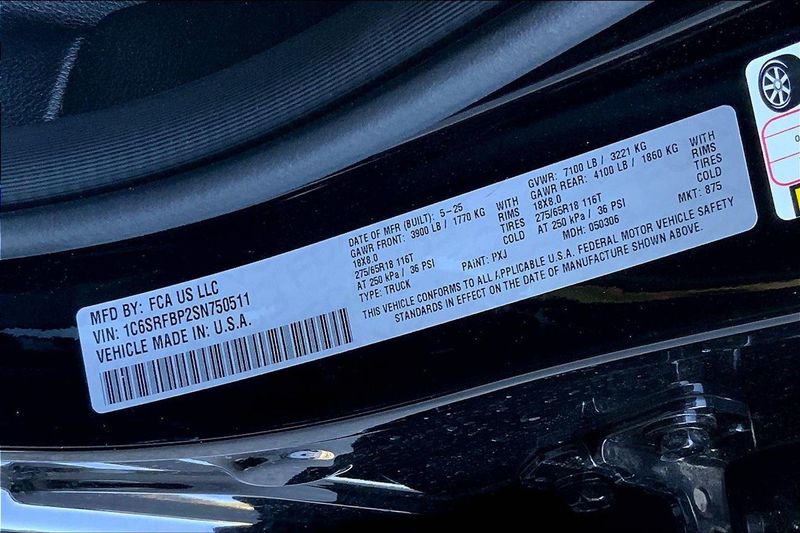 MFD BY: FCA US LLC
VIN: 1C6SRFBP2SN750511
VEHICLE MADE IN: U.S.A.
DATE OF MFR (BUILT): 5-25
GAWR FRONT: 3900 LB / 1770 KG WITH
18X8.0 RIMS
275/65R18 116T TIRES
AT 250 kPa / 36 PSI COLD
TYPE: TRUCK
PAINT: PXJ
GVWR: 7100 LB / 3221 KG
GAWR REAR: 4100 LB / 1860 KG WITH
18X8.0 RIMS
275/65R18 116T TIRES
AT 250 kPa / 36 PSI COLD
MDH: 050306
MKT: 875
THIS VEHICLE CONFORMS TO ALL APPLICABLE U.S.A. FEDERAL MOTOR VEHICLE SAFETY
STANDARDS IN EFFECT ON THE DATE OF MANUFACTURE SHOWN ABOVE.